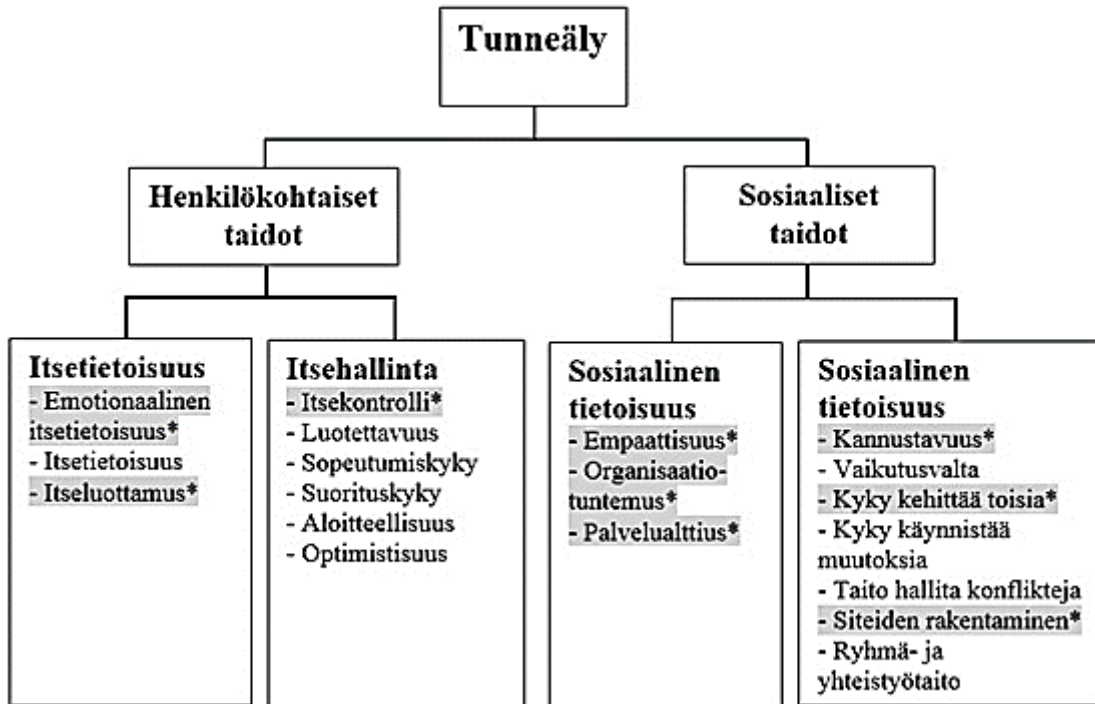 Tunneäly
Henkilökohtaiset
taidot
Sosiaaliset
taidot
Itsetietoisuus
- Emotionaalinen
itsetietoisuus*
- Itsetietoisuus
- Itseluottamus*
Itsehallinta
- Itsekontrolli*
- Luotettavuus
- Sopeutumiskyky
- Suorituskyky
- Aloitteellisuus
- Optimistisuus
Sosiaalinen
tietoisuus
- Empaattisuus*
- Organisaatio-
tuntemus*
- Palvelualttius*
Sosiaalinen
tietoisuus
- Kannustavuus*
- Vaikutusvalta
- Kyky kehittää toisia*
- Kyky käynnistää
muutoksia
- Taito hallita konflikteja
- Siteiden rakentaminen*
- Ryhmä- ja
yhteistyötaito